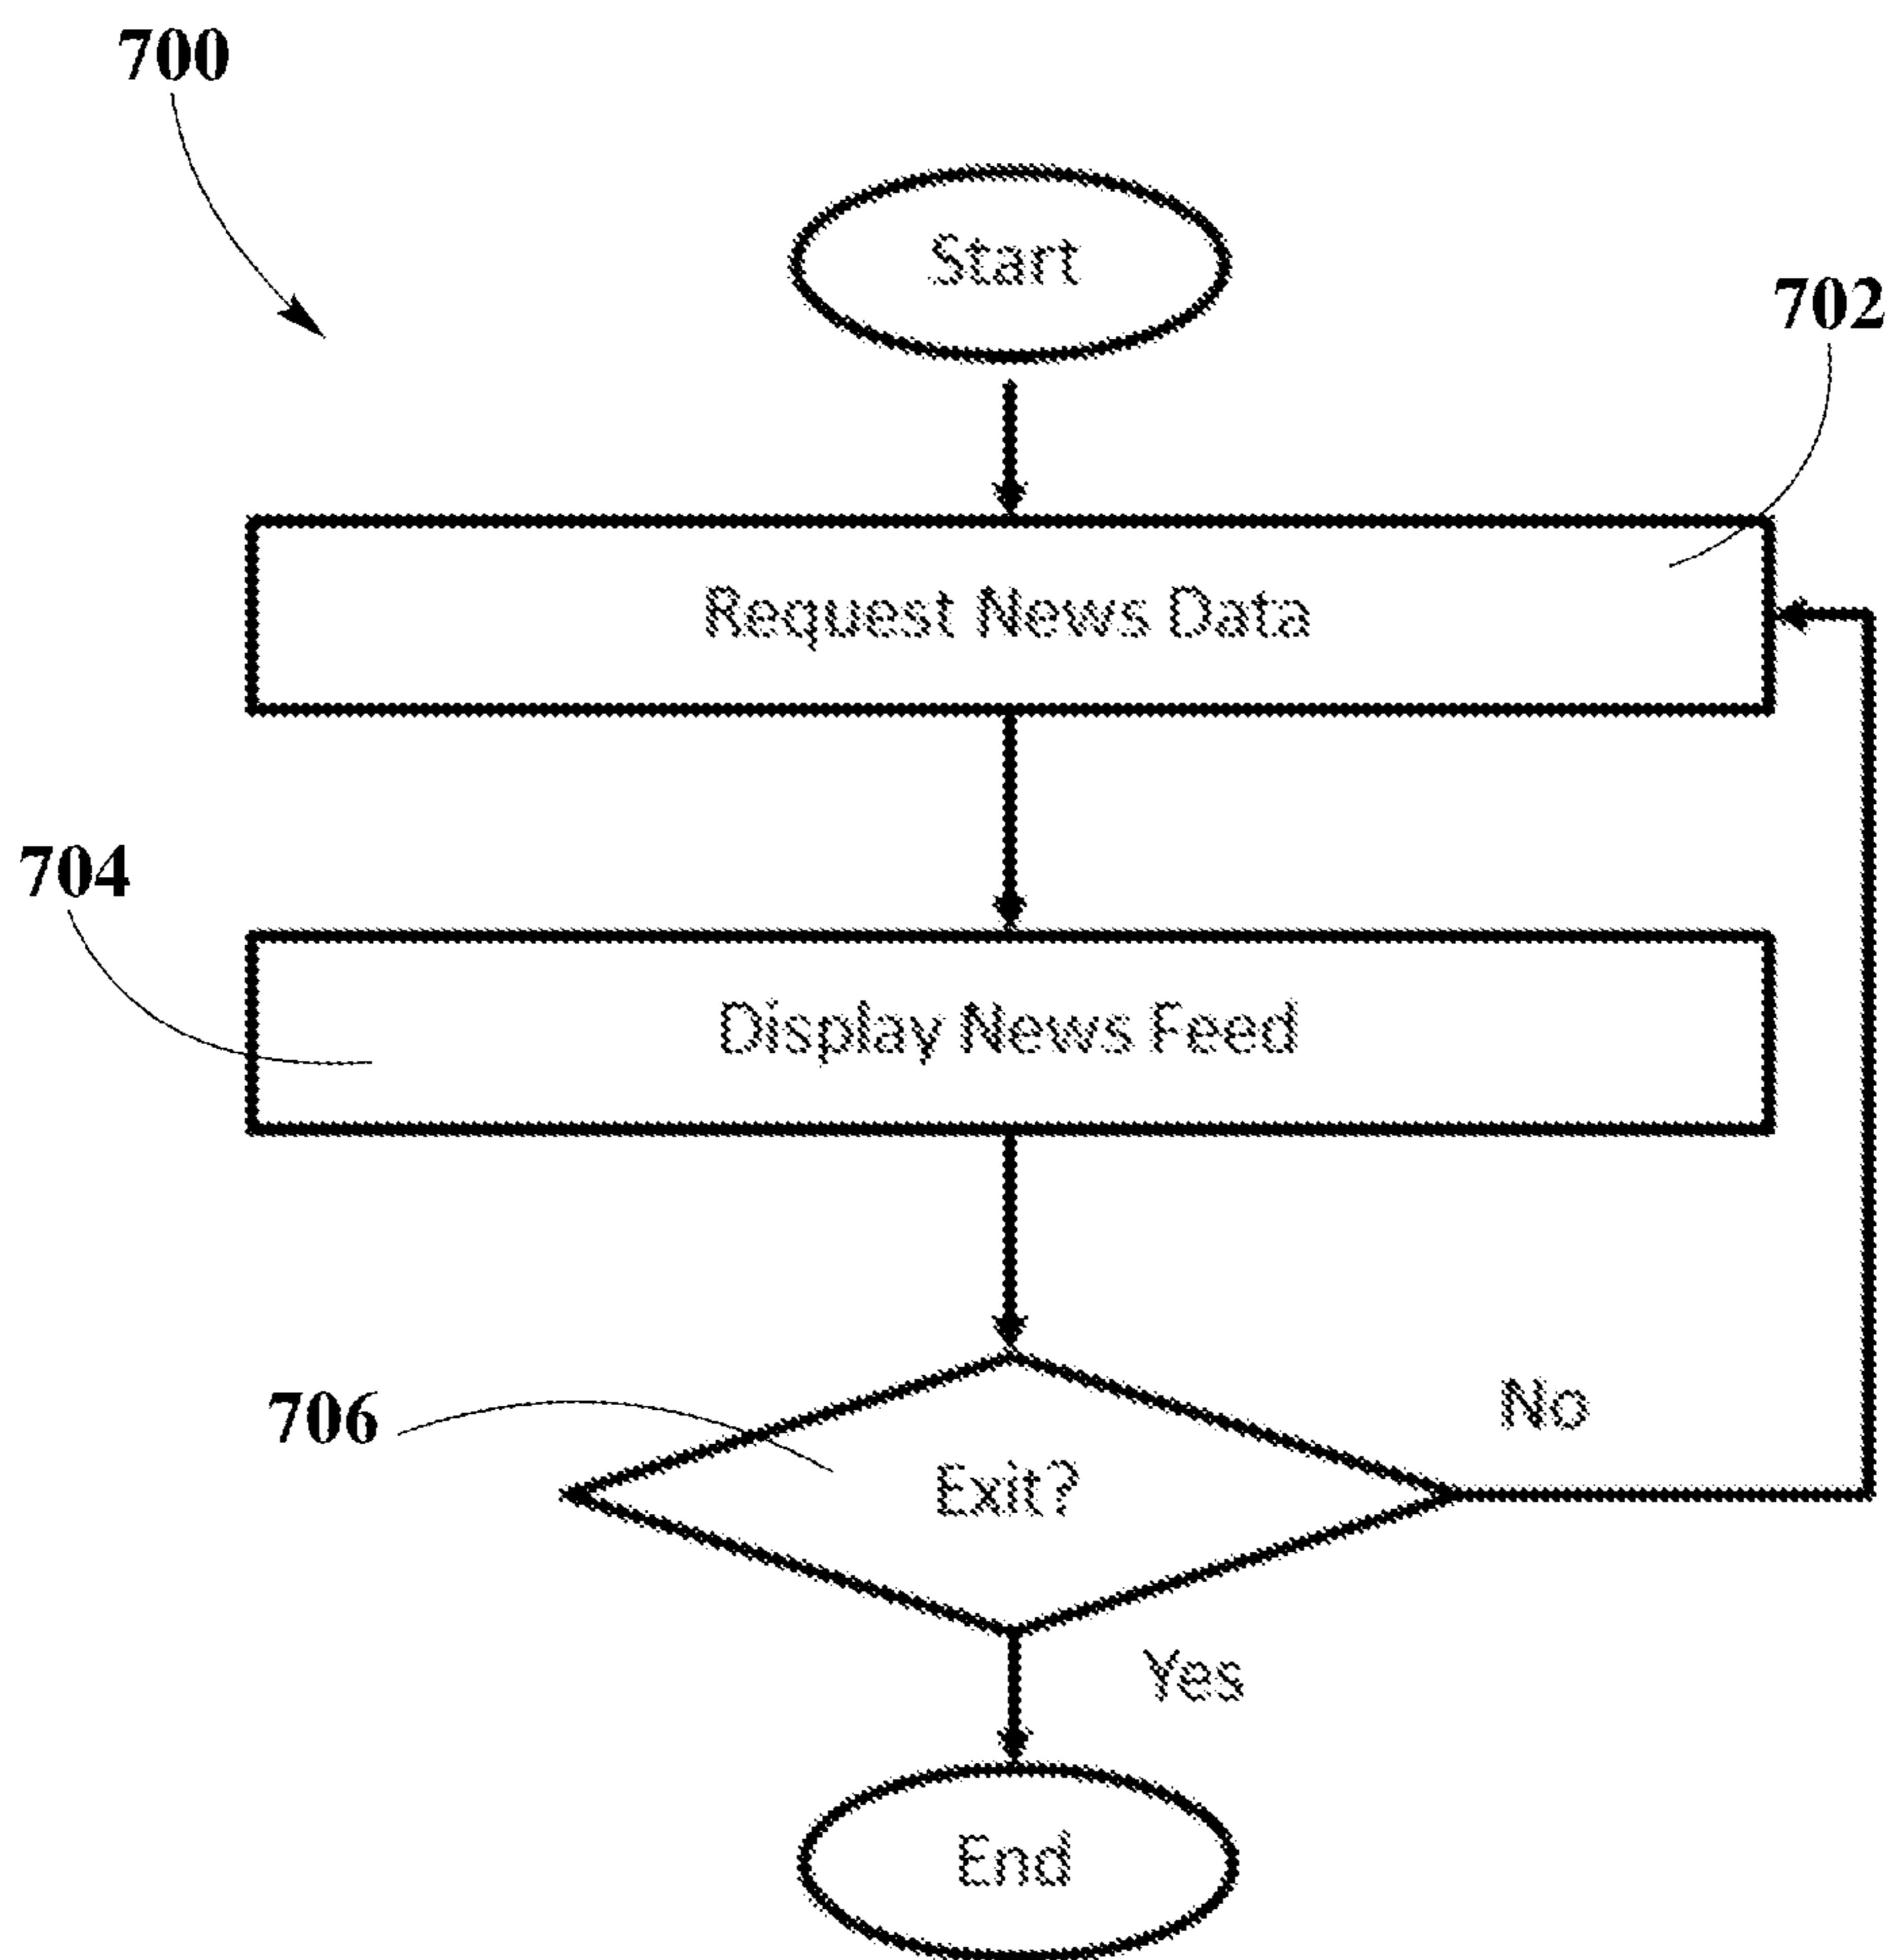 700
Start
702
Request News Data
704
Display News Feed
706
No
Exit?
Yes
End